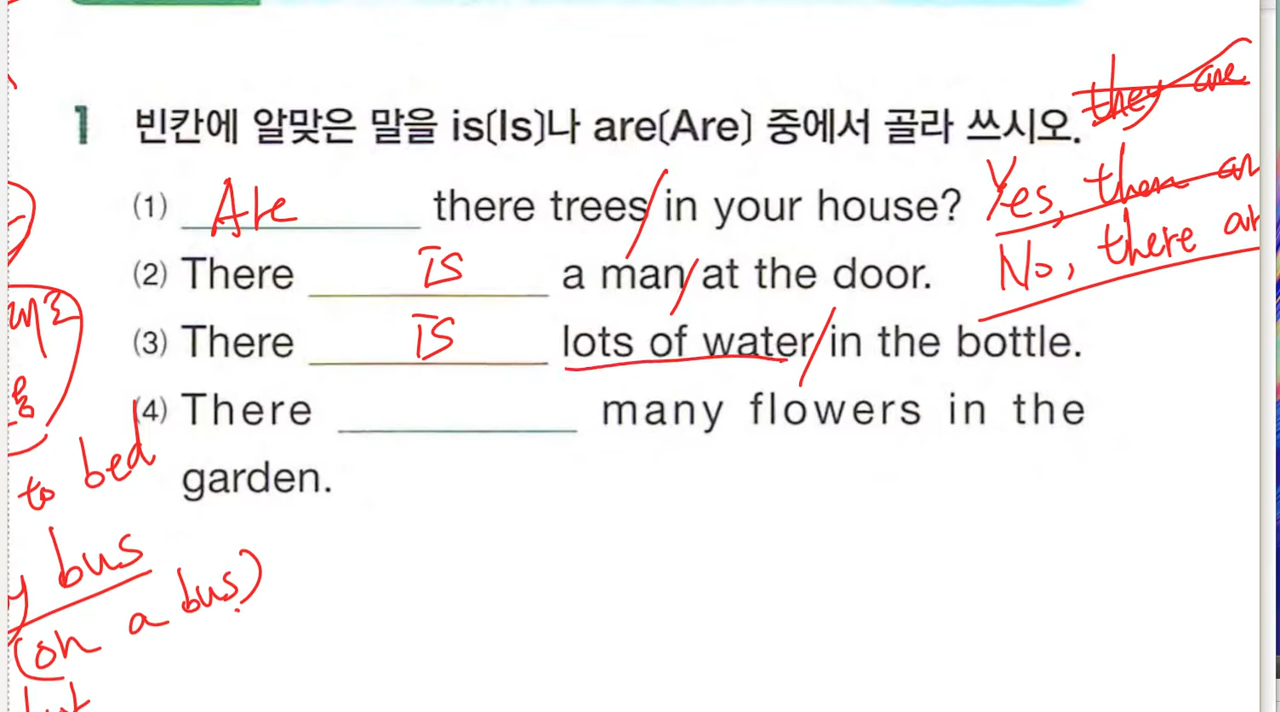 they are
1 빈칸에 알맞은 말을 is(Is)나 are(Are) 중에서 골라 쓰시오.
(1) Are there trees in your house? Yes, there
(2) There is a man at the door. No, there
(3) There is lots of water in the bottle.
(4) There many flowers in the
garden.
to bed
bus
(on a bus)